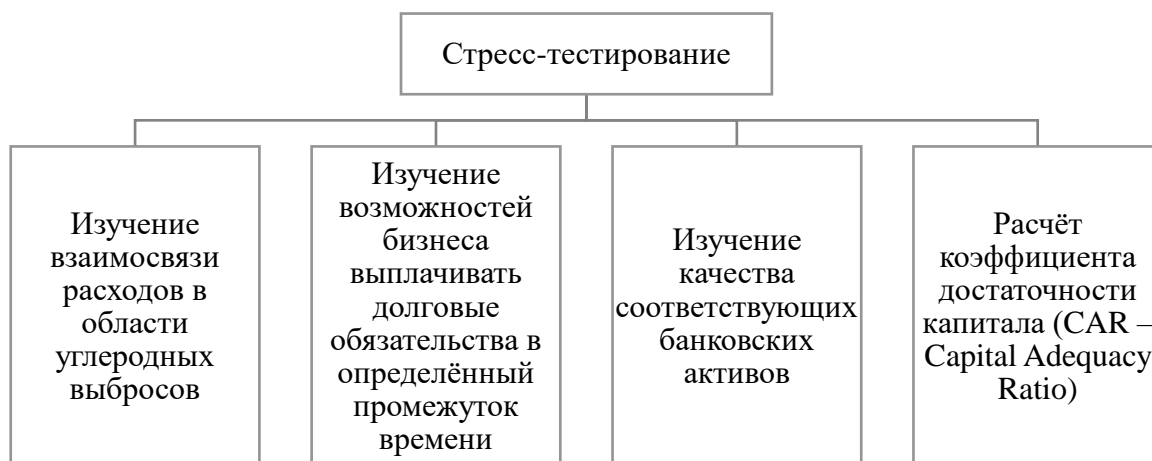 Стресс-тестирование
Изучение
взаимосвязи
расходов в
области
углеродных
выбросов
Изучение
возможностей
бизнеса
выплачивать
долговые
обязательства в
определённый
промежуток
времени
Изучение
качества
соответствующих
банковских
активов
Расчёт
коэффициента
достаточности
капитала (CAR –
Capital Adequacy
Ratio)